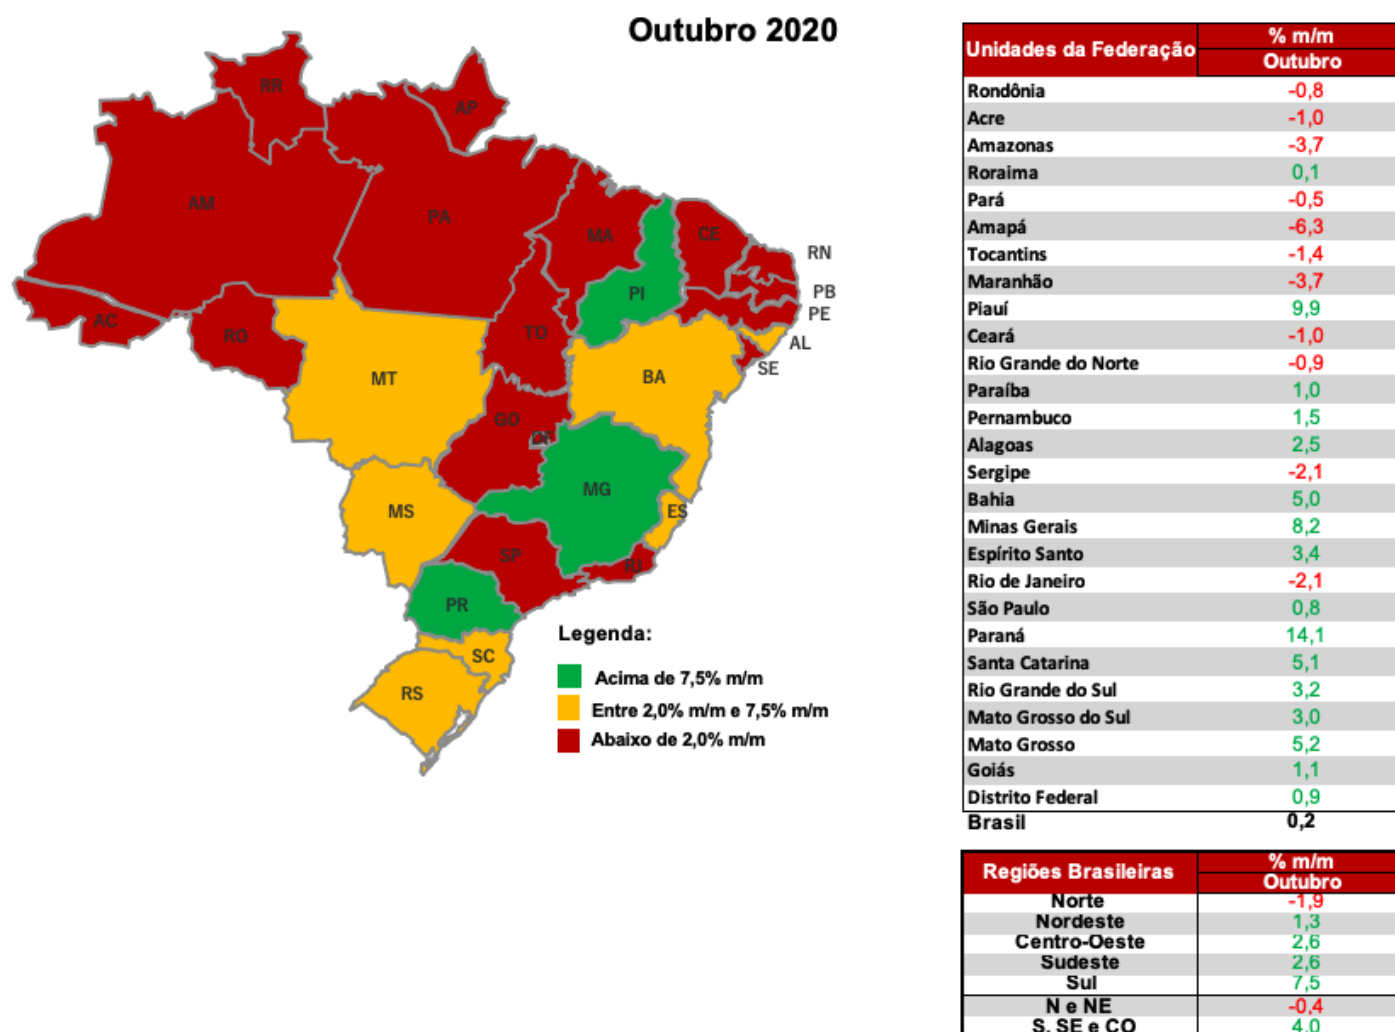 Outubro 2020
RR
AP
AM
PA
MA
CE
RN
PI
PB
PE
AC
RO
TO
AL
SE
MT
BA
GO
DF
MG
MS
ES
SP
RJ
PR
SC
RS
Legenda:
Acima de 7,5% m/m
Entre 2,0% m/m e 7,5% m/m
Abaixo de 2,0% m/m
Unidades da Federação % m/m
Outubro
Rondônia -0,8
Acre -1,0
Amazonas -3,7
Roraima 0,1
Pará -0,5
Amapá -6,3
Tocantins -1,4
Maranhão -3,7
Piauí 9,9
Ceará -1,0
Rio Grande do Norte -0,9
Paraíba 1,0
Pernambuco 1,5
Alagoas 2,5
Sergipe -2,1
Bahia 5,0
Minas Gerais 8,2
Espírito Santo 3,4
Rio de Janeiro -2,1
São Paulo 0,8
Paraná 14,1
Santa Catarina 5,1
Rio Grande do Sul 3,2
Mato Grosso do Sul 3,0
Mato Grosso 5,2
Goiás 1,1
Distrito Federal 0,9
Brasil 0,2
Regiões Brasileiras % m/m
Outubro
Norte -1,9
Nordeste 1,3
Centro-Oeste 2,6
Sudeste 2,6
Sul 7,5
N e NE -0,4
S, SE e CO 4,0